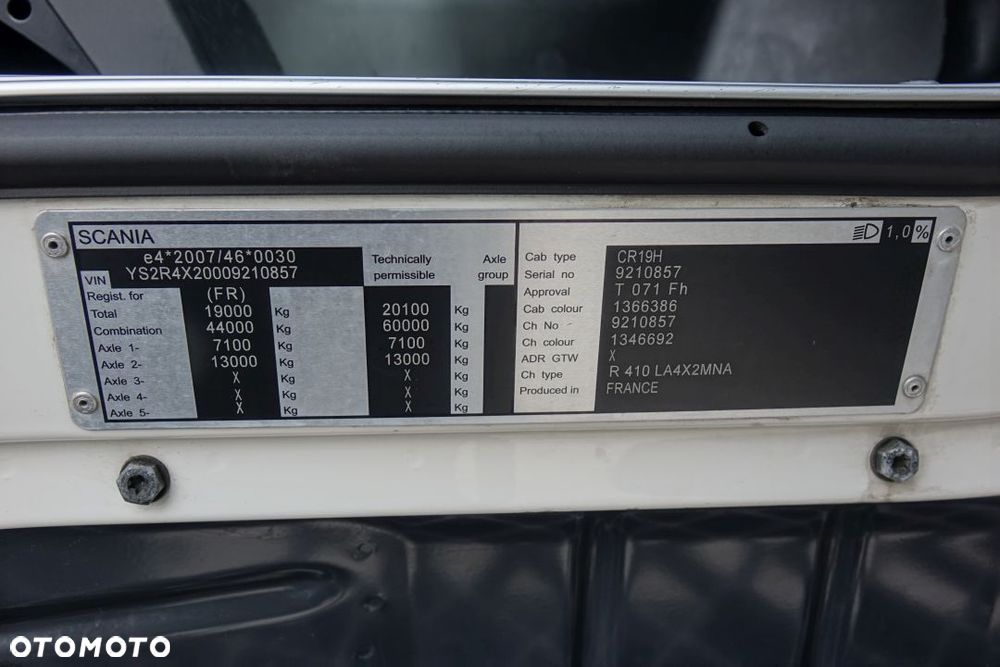 SCANIA
e4*2007/46*0030
VIN YS2R4X20009210857
Technically permissible
Axle group
Regist. for (FR)
Total 19000 Kg 20100 Kg
Combination 44000 Kg 60000 Kg
Axle 1- 7100 Kg 7100 Kg
Axle 2- 13000 Kg 13000 Kg
Axle 3- X Kg X Kg
Axle 4- X Kg X Kg
Axle 5- X Kg X Kg
1,0 %
Cab type CR19H
Serial no 9210857
Approval T 071 Fh
Cab colour 1366386
Ch No 9210857
Ch colour 1346692
ADR GTW X
Ch type R 410 LA4X2MNA
Produced in FRANCE
OTOMOTO